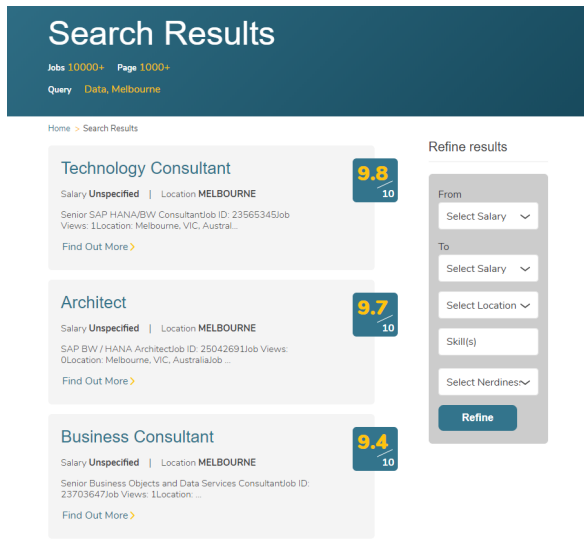 Search Results
Jobs 10000+ Page 1000+
Query Data, Melbourne
Home > Search Results
Technology Consultant
9.8
10
Salary Unspecified | Location MELBOURNE
Senior SAP HANA/BW ConsultantJob ID: 23565345Job
Views: 1Location: Melbourne, VIC, Austral...
Find Out More >
Architect
9.7
10
Salary Unspecified | Location MELBOURNE
SAP BW / HANA ArchitectJob ID: 25042691Job Views:
0Location: Melbourne, VIC, AustraliaJob ...
Find Out More >
Business Consultant
9.4
10
Salary Unspecified | Location MELBOURNE
Senior Business Objects and Data Services ConsultantJob ID:
23703647Job Views: 1Location: ...
Find Out More >
Refine results
From
Select Salary
To
Select Salary
Select Location
Skill(s)
Select Nerdiness
Refine